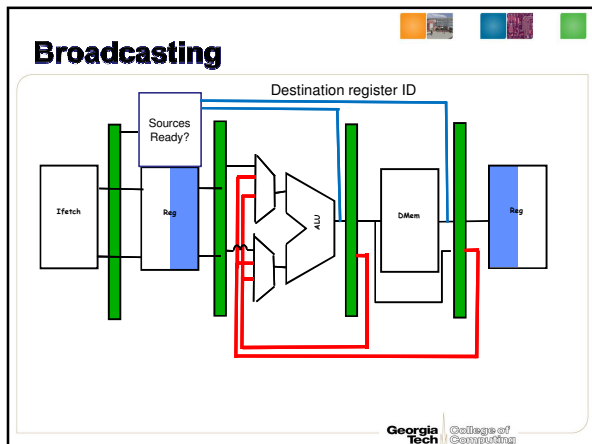 Broadcasting
Destination register ID
Sources
Ready?
Ifetch
Reg
ALU
DMem
Reg
Georgia
Tech
College of
Computing